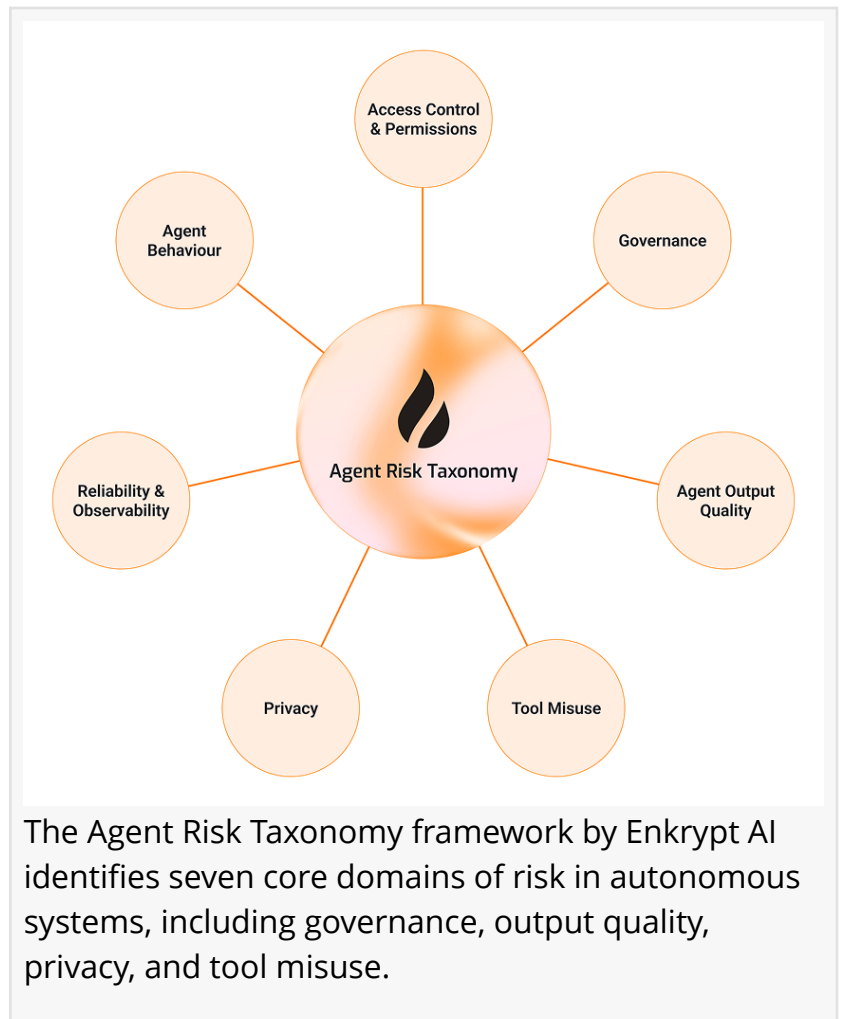 Access Control
& Permissions
Agent
Behaviour
Governance
Agent Risk Taxonomy
Reliability &
Observability
Agent Output
Quality
Privacy
Tool Misuse
The Agent Risk Taxonomy framework by Enkrypt AI
identifies seven core domains of risk in autonomous
systems, including governance, output quality,
privacy, and tool misuse.